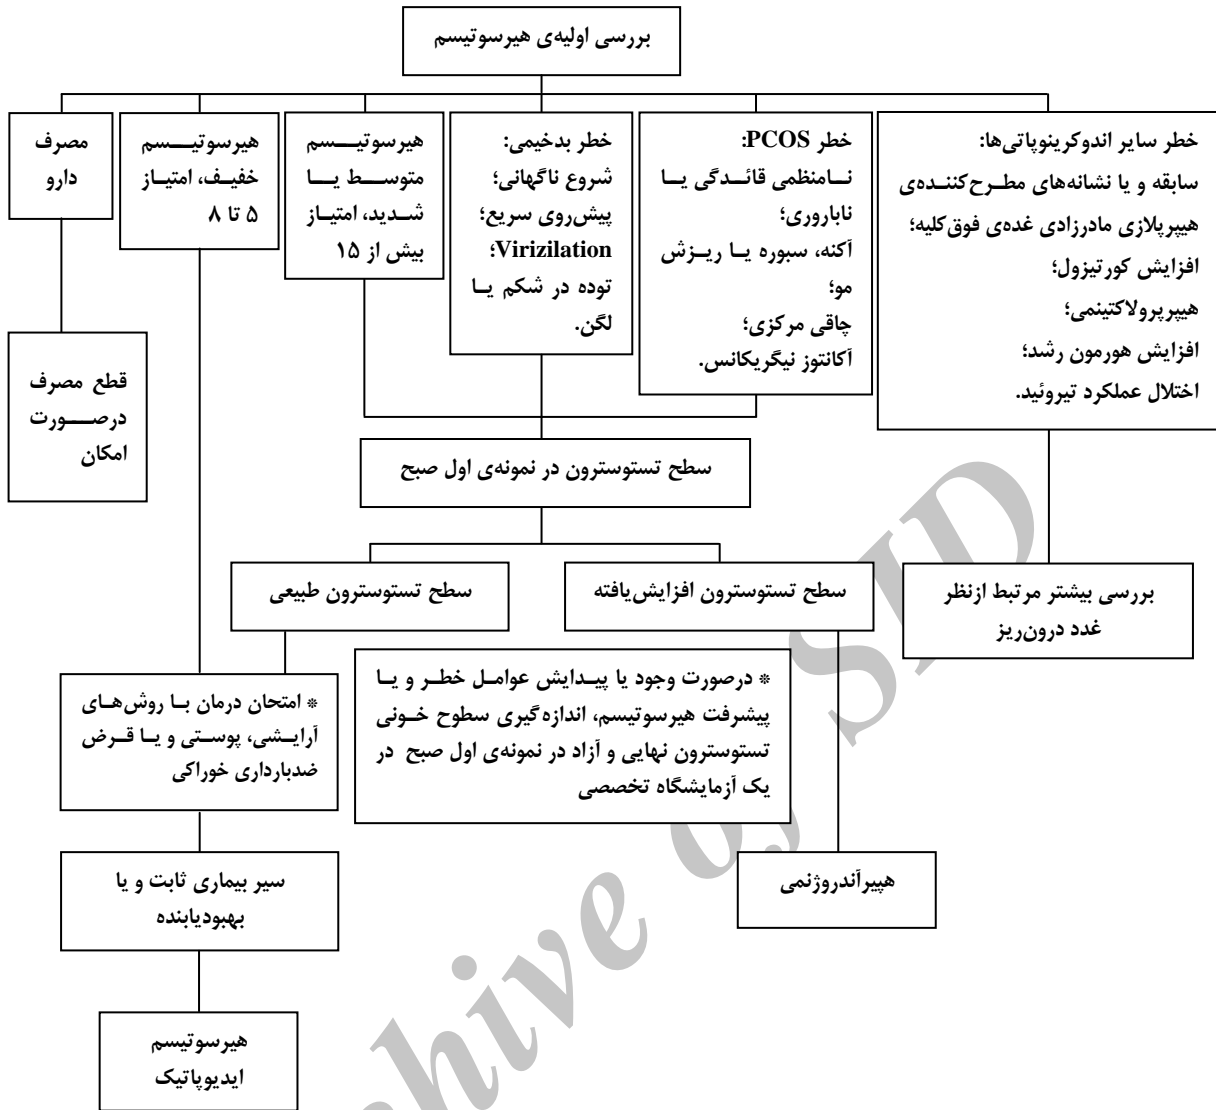 بررسی اولیه‌ی هیرسوتیسم
خطر سایر اندوکرینوپاتی‌ها:
سابقه و یا نشانه‌های مطرح‌کننده‌ی
هیپرپلازی مادرزادی غده‌ی فوق‌کلیه؛
افزایش کورتیزول؛
هیپرپرولاکتینمی؛
افزایش هورمون رشد؛
اختلال عملکرد تیروئید.
خطر PCOS:
نامنظمی قائدگی یا
ناباروری؛
آکنه، سبوره یا ریزش
مو؛
چاقی مرکزی؛
آکانتوز نیگریکانس.
خطر بدخیمی:
شروع ناگهانی؛
پیش‌روی سریع؛
Virizilation؛
توده در شکم یا
لگن.
هیرسوتیسم
متوسط یا
شدید، امتیاز
بیش از ۱۵
هیرسوتیسم
خفیف، امتیاز
۵ تا ۸
مصرف
دارو
قطع مصرف
درصورت
امکان
سطح تستوسترون در نمونه‌ی اول صبح
بررسی بیشتر مرتبط ازنظر
غدد درون‌ریز
سطح تستوسترون افزایش‌یافته
سطح تستوسترون طبیعی
* درصورت وجود یا پیدایش عوامل خطر و یا
پیشرفت هیرسوتیسم، اندازه‌گیری سطوح خونی
تستوسترون نهایی و آزاد در نمونه‌ی اول صبح در
یک آزمایشگاه تخصصی
* امتحان درمان با روش‌های
آرایشی، پوستی و یا قرض
ضدبارداری خوراکی
هیپرآندروژنمی
سیر بیماری ثابت و یا
بهبودیابنده
هیرسوتیسم
ایدیوپاتیک
hive of SID